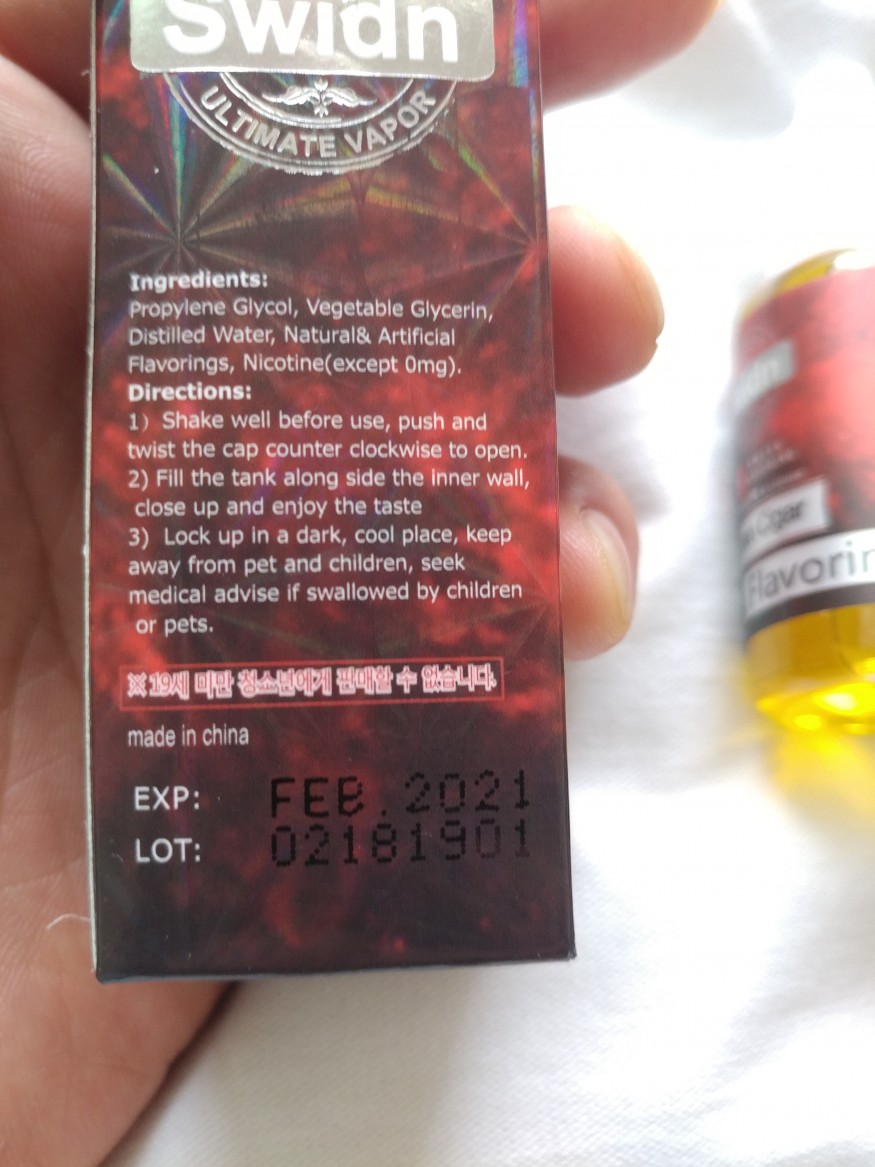 Swidn
ULTIMATE VAPOR
Ingredients:
Propylene Glycol, Vegetable Glycerin,
Distilled Water, Natural& Artificial
Flavorings, Nicotine(except 0mg).
Directions:
1) Shake well before use, push and
twist the cap counter clockwise to open.
2) Fill the tank along side the inner wall,
close up and enjoy the taste
3) Lock up in a dark, cool place, keep
away from pet and children, seek
medical advise if swallowed by children
or pets.
※19세 미만 청소년에게 판매할 수 없습니다.
made in china
EXP: FEB.2021
LOT: 02181901
Cigar